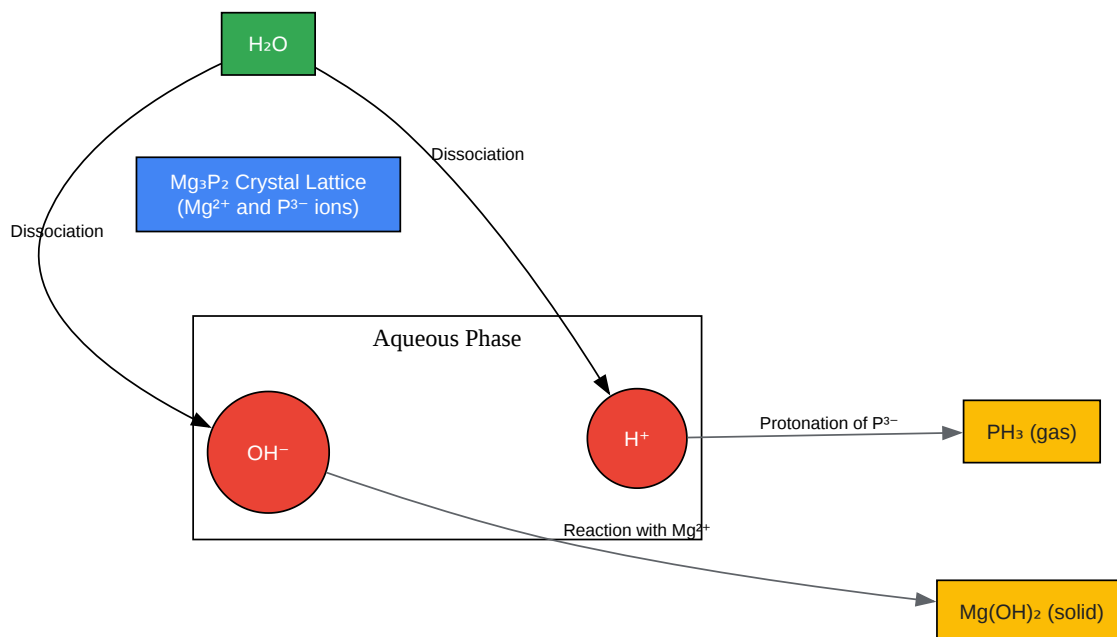 H₂O
Dissociation
Mg₃P₂ Crystal Lattice
(Mg²⁺ and P³⁻ ions)
Dissociation
Aqueous Phase
OH⁻
H⁺
Protonation of P³⁻
PH₃ (gas)
Reaction with Mg²⁺
Mg(OH)₂ (solid)